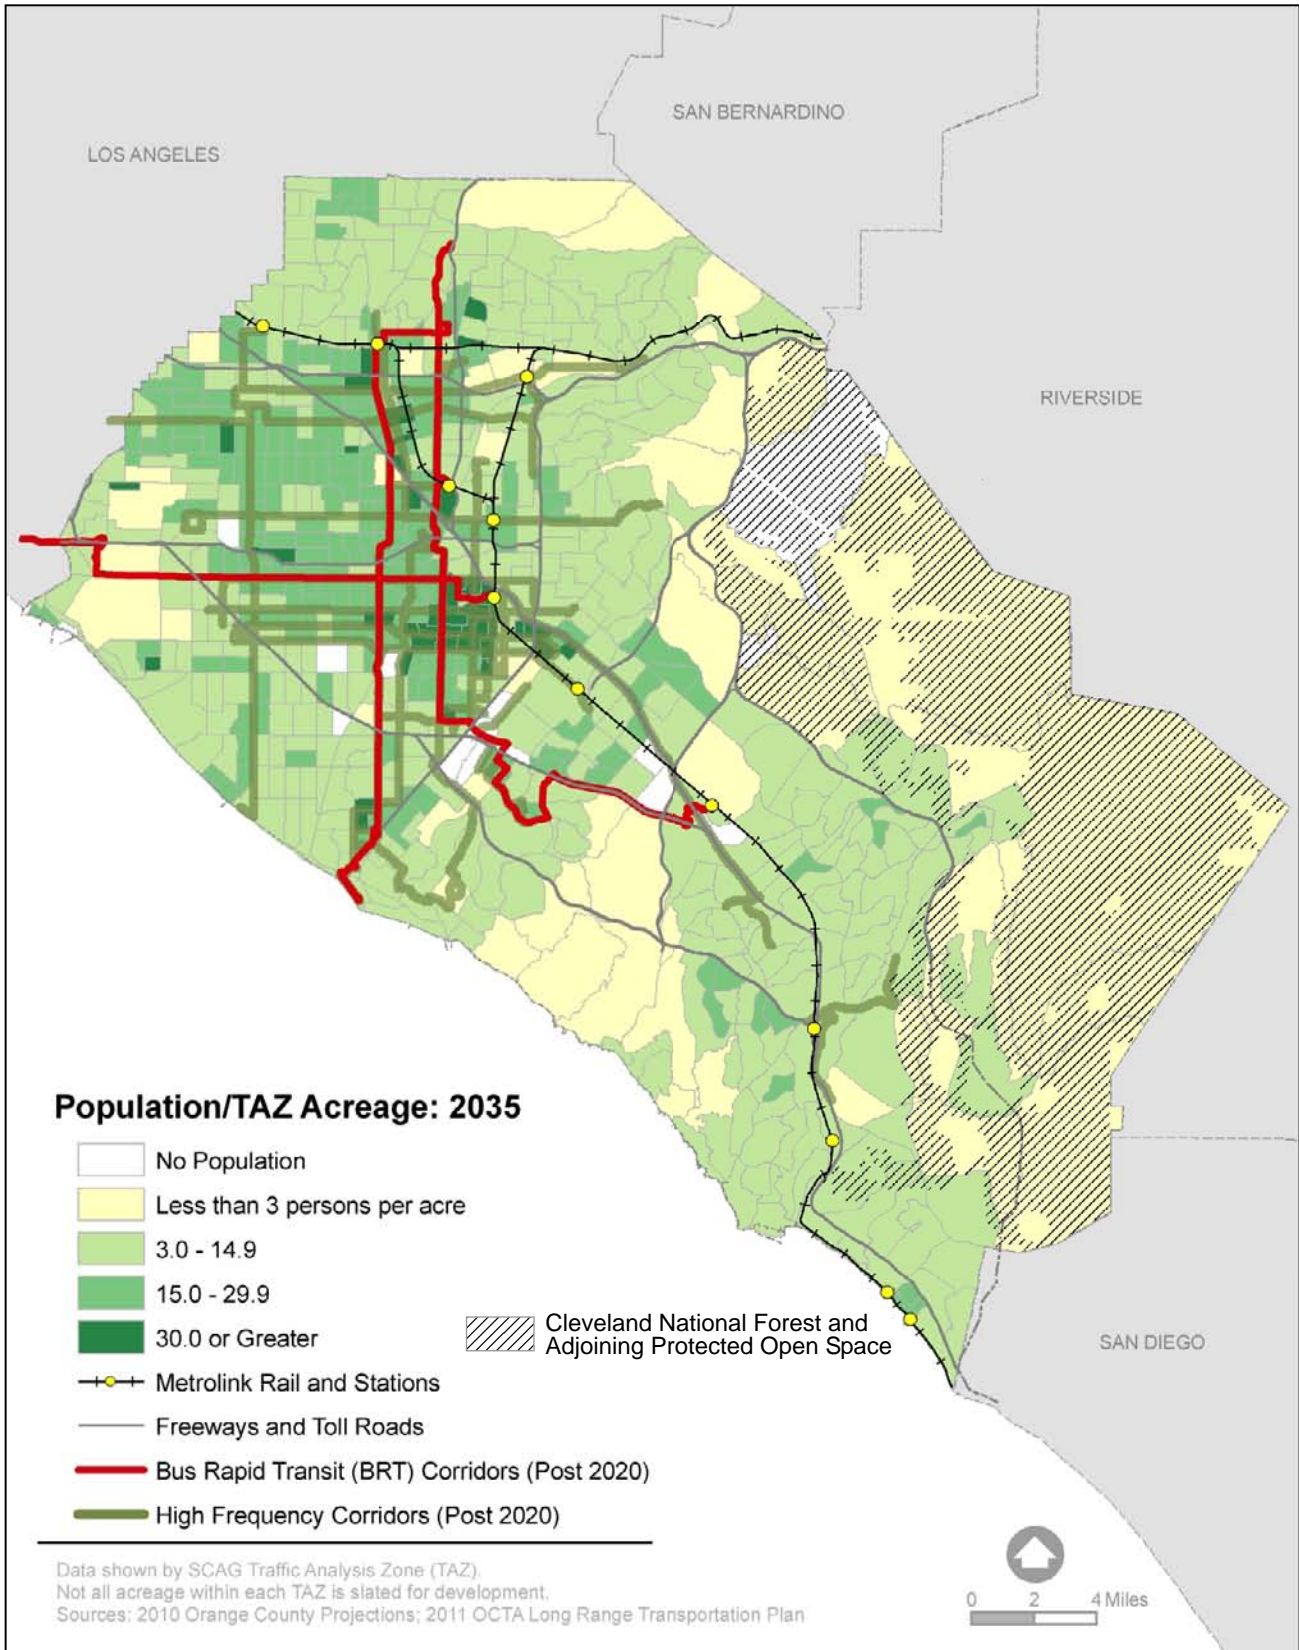 SAN BERNARDINO
LOS ANGELES
RIVERSIDE
Population/TAZ Acreage: 2035
No Population
Less than 3 persons per acre
3.0 - 14.9
15.0 - 29.9
30.0 or Greater
Cleveland National Forest and
Adjoining Protected Open Space
SAN DIEGO
Metrolink Rail and Stations
Freeways and Toll Roads
Bus Rapid Transit (BRT) Corridors (Post 2020)
High Frequency Corridors (Post 2020)
Data shown by SCAG Traffic Analysis Zone (TAZ).
Not all acreage within each TAZ is slated for development.
Sources: 2010 Orange County Projections; 2011 OCTA Long Range Transportation Plan
0 2 4 Miles